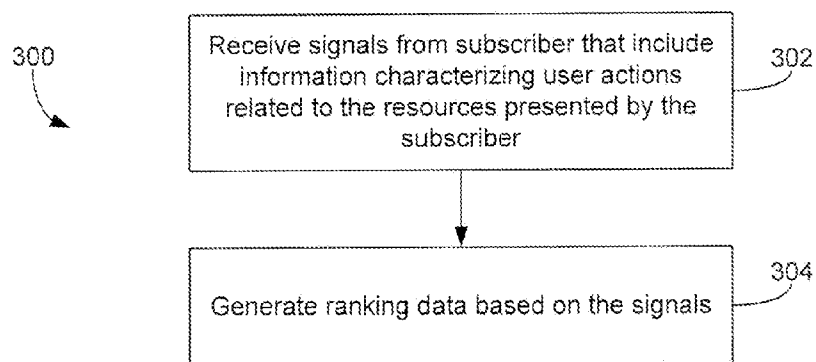 300
Receive signals from subscriber that include
information characterizing user actions
related to the resources presented by the
subscriber
302
304
Generate ranking data based on the signals